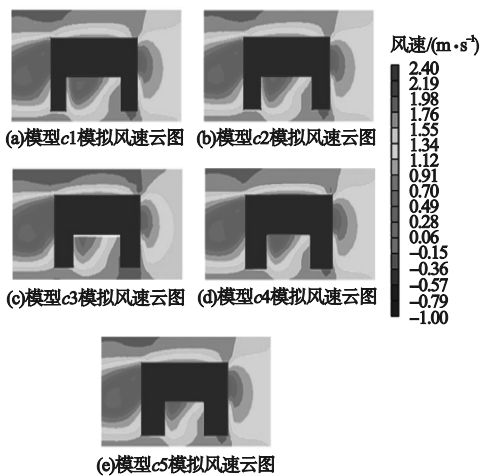 风速/(m·s⁻¹)
2.40
2.19
1.98
1.76
1.55
1.34
1.12
0.91
0.70
0.49
0.28
0.06
−0.15
−0.36
−0.57
−0.79
−1.00
(a)模型c1模拟风速云图
(b)模型c2模拟风速云图
(c)模型c3模拟风速云图
(d)模型c4模拟风速云图
(e)模型c5模拟风速云图